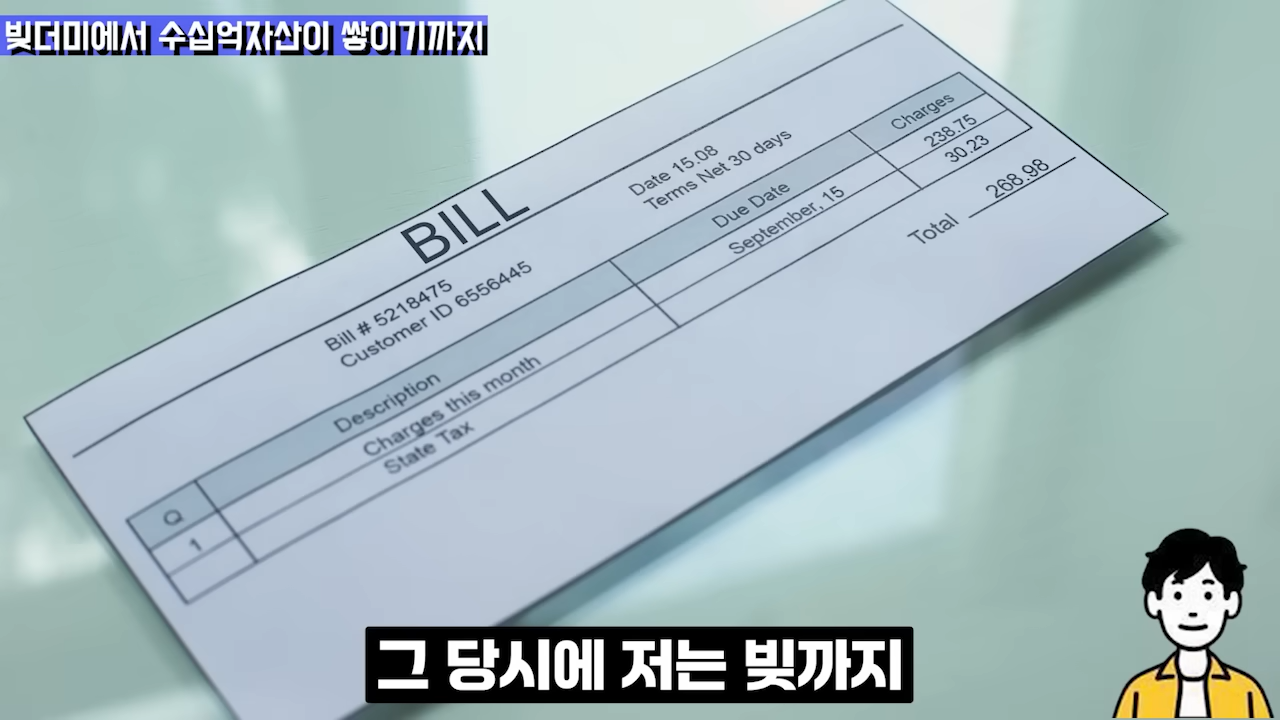 빚더미에서 수십억자산이 쌓이기까지
BILL
Date 15.08
Terms Net 30 days
Bill # 5218475
Customer ID 6556445
Q Description Due Date Charges
1 Charges this month September, 15 238.75
State Tax 30.23
Total 268.98
그 당시에 저는 빚까지